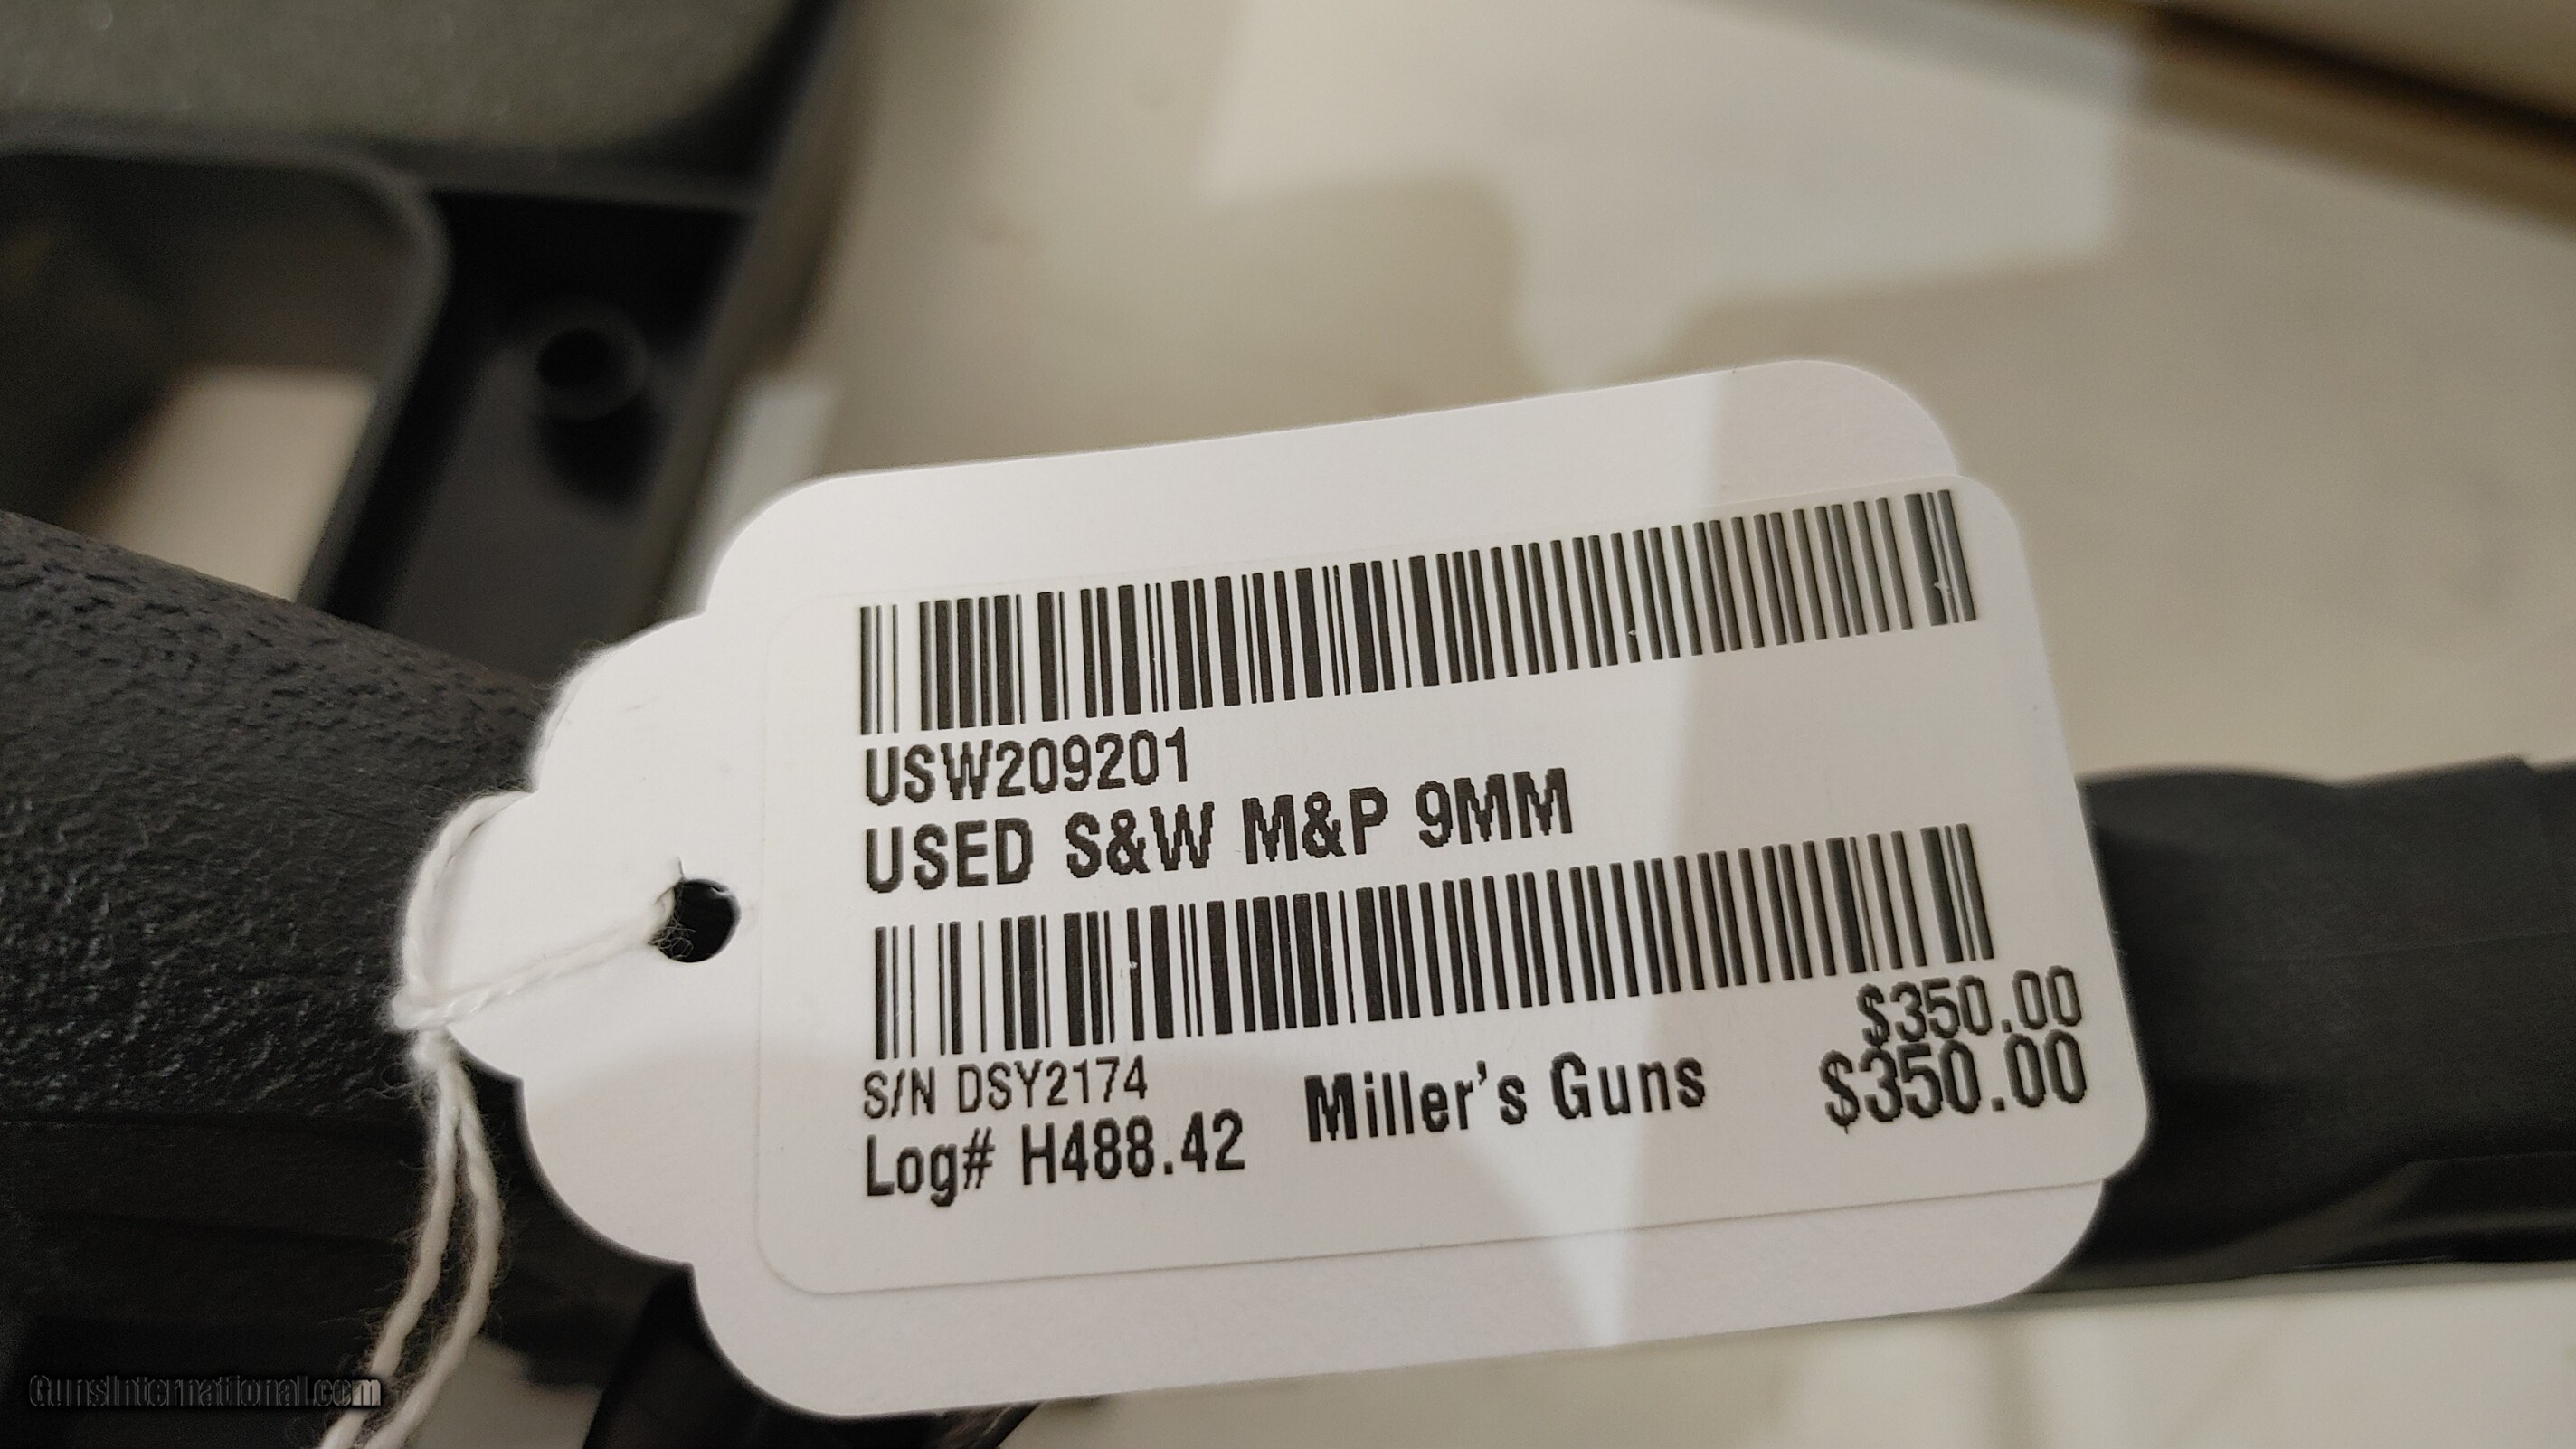 USW209201
USED S&W M&P 9MM
$350.00
S/N DSY2174
Miller's Guns
$350.00
Log# H488.42
GunsInternational.com